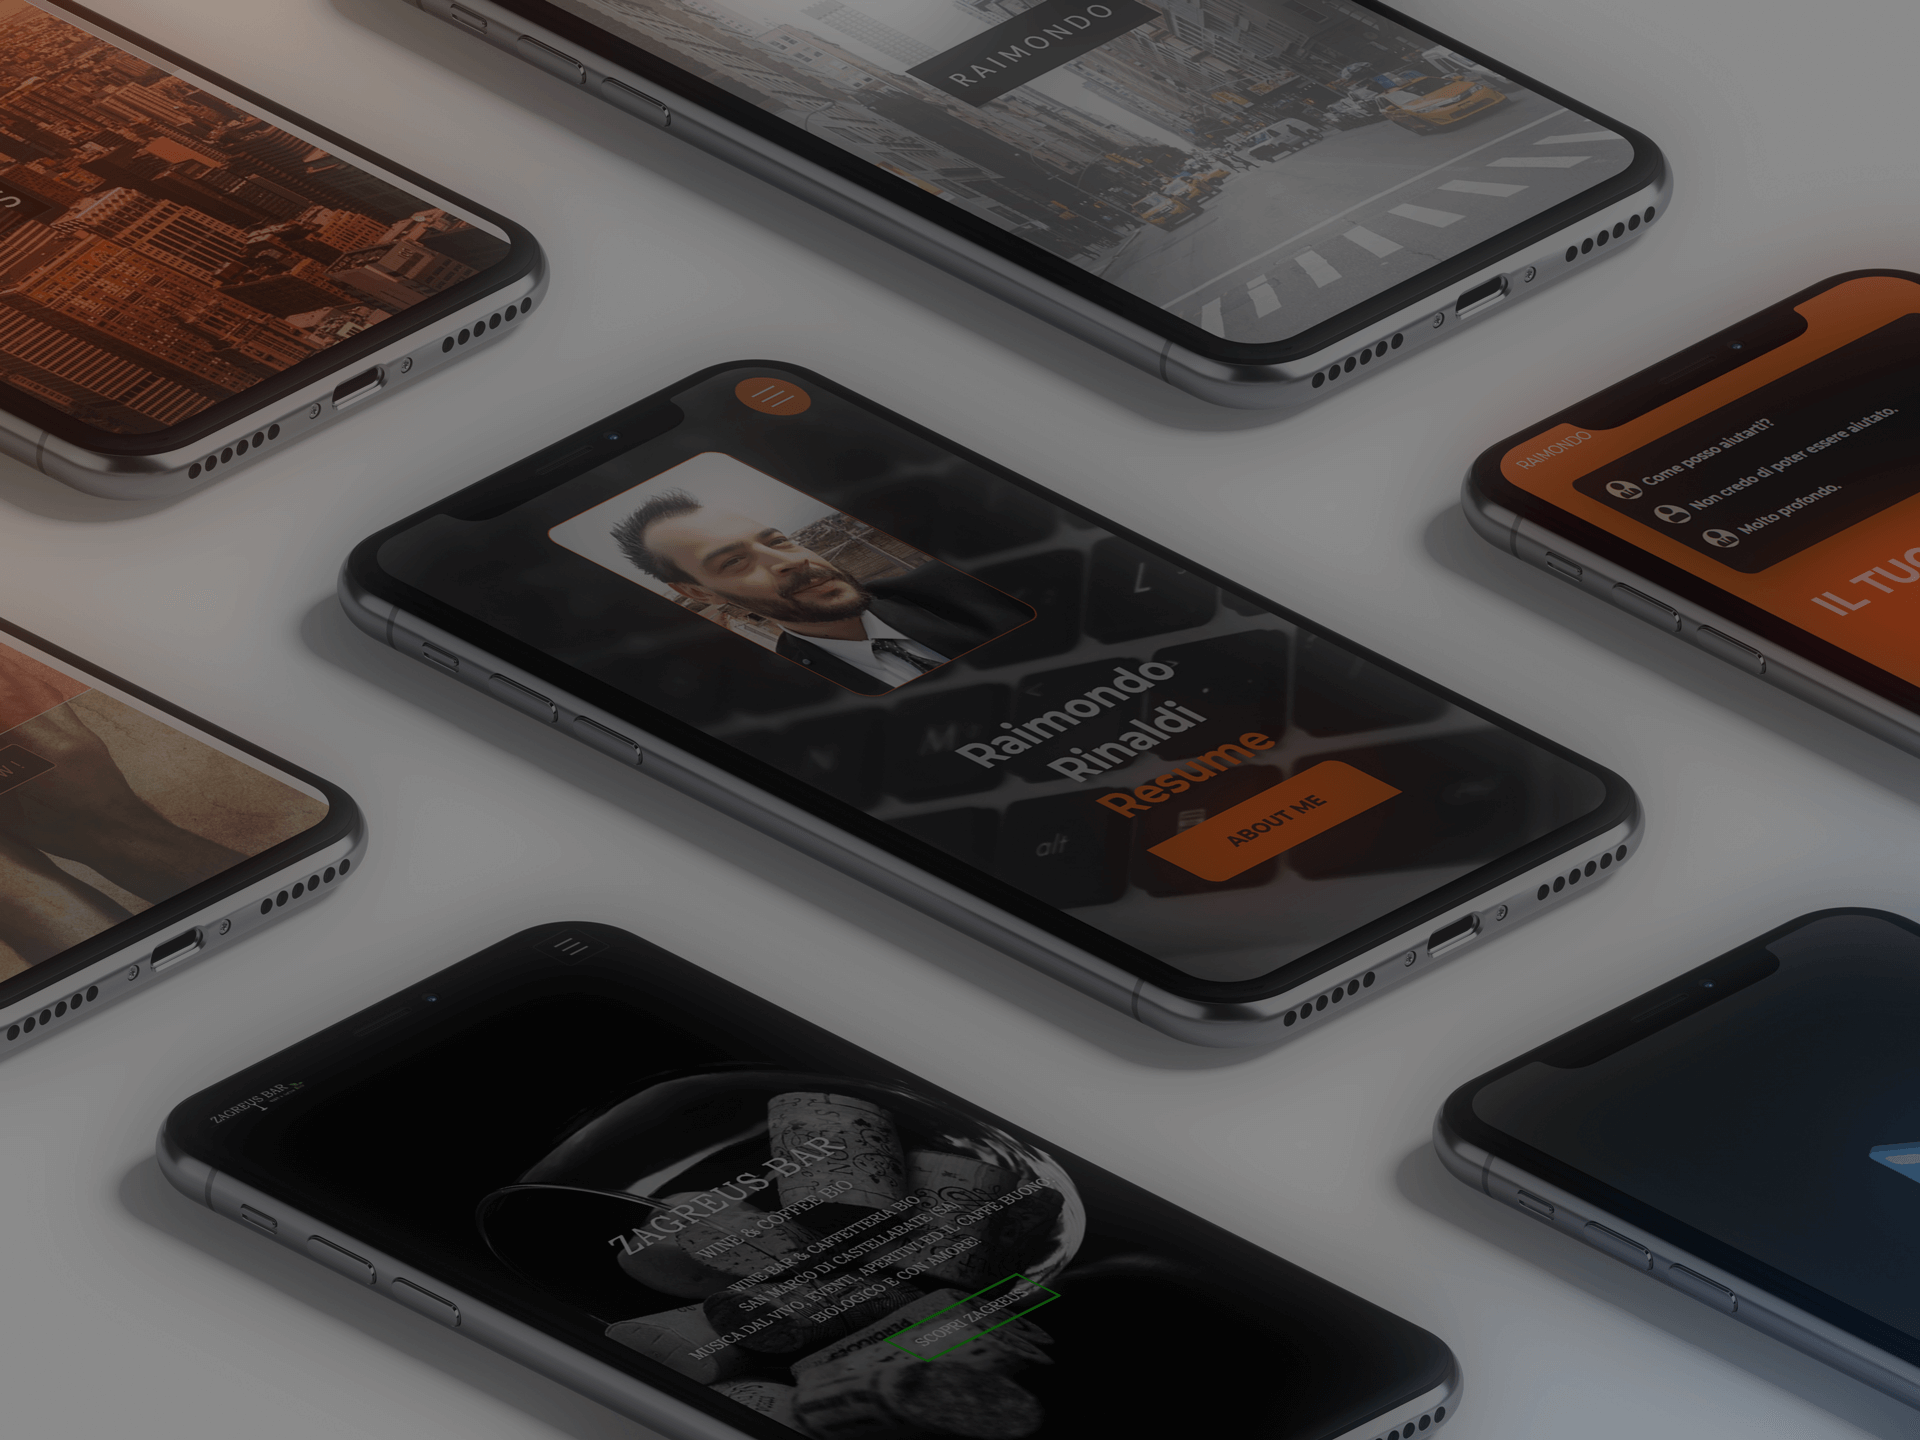 RAIMONDO
S
RAIMONDO
Come posso aiutarti?
Non credo di poter essere aiutato.
Molto profondo.
IL TUO
Raimondo
Rinaldi
Resume
ABOUT ME
alt
W!
ZAGREUS BAR
ZAGREUS BAR
WINE & COFFEE BIO
WINE BAR & CAFFETTERIA BIO
SAN MARCO DI CASTELLABATE (SA)
MUSICA DAL VIVO, EVENTI, APERITIVI ED IL CAFFÈ BUONO,
BIOLOGICO E CON AMORE!
SCOPRI ZAGREUS